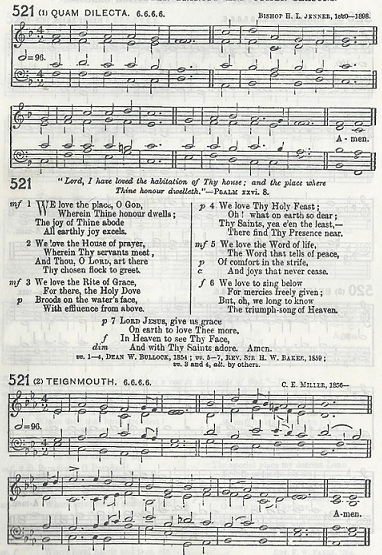 521 (1) QUAM DILECTA. 6.6.6.6. BISHOP H. L. JENNER, 1820—1898.
=96.
A - men.
521 "Lord, I have loved the habitation of Thy house; and the place where
Thine honour dwelleth."—PSALM xxvi. 8.
mf 1 WE love the place, O God,
Wherein Thine honour dwells;
The joy of Thine abode
All earthly joy excels.
2 We love the House of prayer,
Wherein Thy servants meet,
And Thou, O LORD, art there
Thy chosen flock to greet.
mf 3 We love the Rite of Grace,
For there, the Holy Dove
p Broods on the water's face,
With effluence from above.
p 4 We love Thy Holy Feast;
Oh! what on earth so dear;
Thy Saints, yea e'en the least,—
There find Thy Presence near.
mf 5 We love the Word of life,
The Word that tells of peace,
p Of comfort in the strife,
c And joys that never cease.
f 6 We love to sing below
For mercies freely given;
But, oh, we long to know
The triumph-song of Heaven.
p 7 LORD JESUS, give us grace
On earth to love Thee more,
f In Heaven to see Thy Face,
dim And with Thy Saints adore. Amen.
vv. 1—4, DEAN W. BULLOCK, 1854; vv. 5—7, REV. SIR H. W. BAKER, 1859;
vv. 3 and 4, alt. by others.
521 (2) TEIGNMOUTH. 6.6.6.6. C. E. MILLER, 1856—
=96.
A-men.